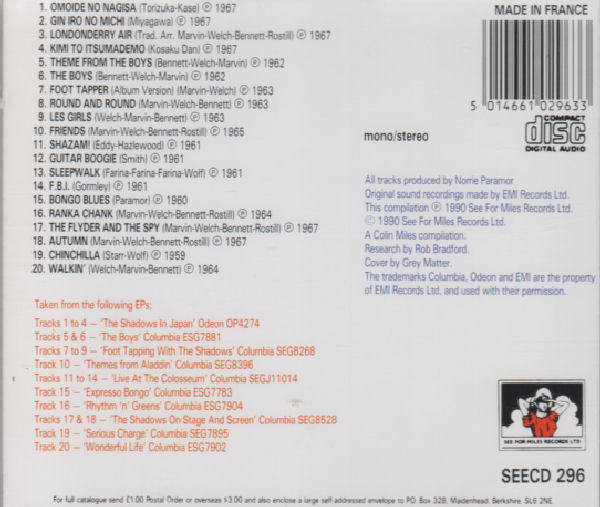 1. OMOIDE NO NAGISA (Torizuka-Kase) ℗ 1967
2. GIN IRO NO MICHI (Miyagawa) ℗ 1967
3. LONDONDERRY AIR (Trad. Arr. Marvin-Welch-Bennett-Rostill) ℗ 1967
4. KIMI TO ITSUMADEMO (Kosaku Dan) ℗ 1967
5. THEME FROM THE BOYS (Bennett-Welch-Marvin) ℗ 1962
6. THE BOYS (Bennett-Welch-Marvin) ℗ 1962
7. FOOT TAPPER (Album Version) (Marvin-Welch) ℗ 1963
8. ROUND AND ROUND (Marvin-Welch-Bennett) ℗ 1963
9. LES GIRLS (Welch-Marvin-Bennett) ℗ 1963
10. FRIENDS (Marvin-Welch-Bennett-Rostill) ℗ 1965
11. SHAZAM! (Eddy-Hazlewood) ℗ 1961
12. GUITAR BOOGIE (Smith) ℗ 1961
13. SLEEPWALK (Farina-Farina-Farina-Wolf) ℗ 1961
14. F.B.I. (Gormley) ℗ 1961
15. BONGO BLUES (Paramor) ℗ 1960
16. RANKA CHANK (Marvin-Welch-Bennett-Rostill) ℗ 1964
17. THE FLYDER AND THE SPY (Marvin-Welch-Bennett-Rostill) ℗ 1967
18. AUTUMN (Marvin-Welch-Bennett-Rostill) ℗ 1967
19. CHINCHILLA (Starr-Wolf) ℗ 1959
20. WALKIN' (Welch-Marvin-Bennett) ℗ 1964
Taken from the following EPs:
Tracks 1 to 4 – 'The Shadows In Japan' Odeon OP4274
Tracks 5 & 6 – 'The Boys' Columbia ESG7881
Tracks 7 to 9 – 'Foot Tapping With The Shadows' Columbia SEG8268
Track 10 – 'Themes from Aladdin' Columbia SEG8396
Tracks 11 to 14 – 'Live At The Colosseum' Columbia SEGJ11014
Track 15 – 'Expresso Bongo' Columbia ESG7783
Track 16 – 'Rhythm 'n' Greens' Columbia ESG7904
Tracks 17 & 18 – 'The Shadows On Stage And Screen' Columbia SEG8528
Track 19 – 'Serious Charge' Columbia SEG7895
Track 20 – 'Wonderful Life' Columbia ESG7902
MADE IN FRANCE
5 014661 029633
mono/stereo
COMPACT
disc
DIGITAL AUDIO
All tracks produced by Norrie Paramor
Original sound recordings made by EMI Records Ltd.
This compilation ℗ 1990 See For Miles Records Ltd.
© 1990 See For Miles Records Ltd.
A Colin Miles compilation.
Research by Rob Bradford.
Cover by Grey Matter.
The trademarks Columbia, Odeon and EMI are the property
of EMI Records Ltd. and used with their permission.
SEE FOR MILES RECORDS LTD
SEECD 296
For full catalogue send £1.00 Postal Order or overseas $3.00 and also enclose a large self-addressed envelope to P.O. Box 328, Maidenhead, Berkshire, SL6 2NE.